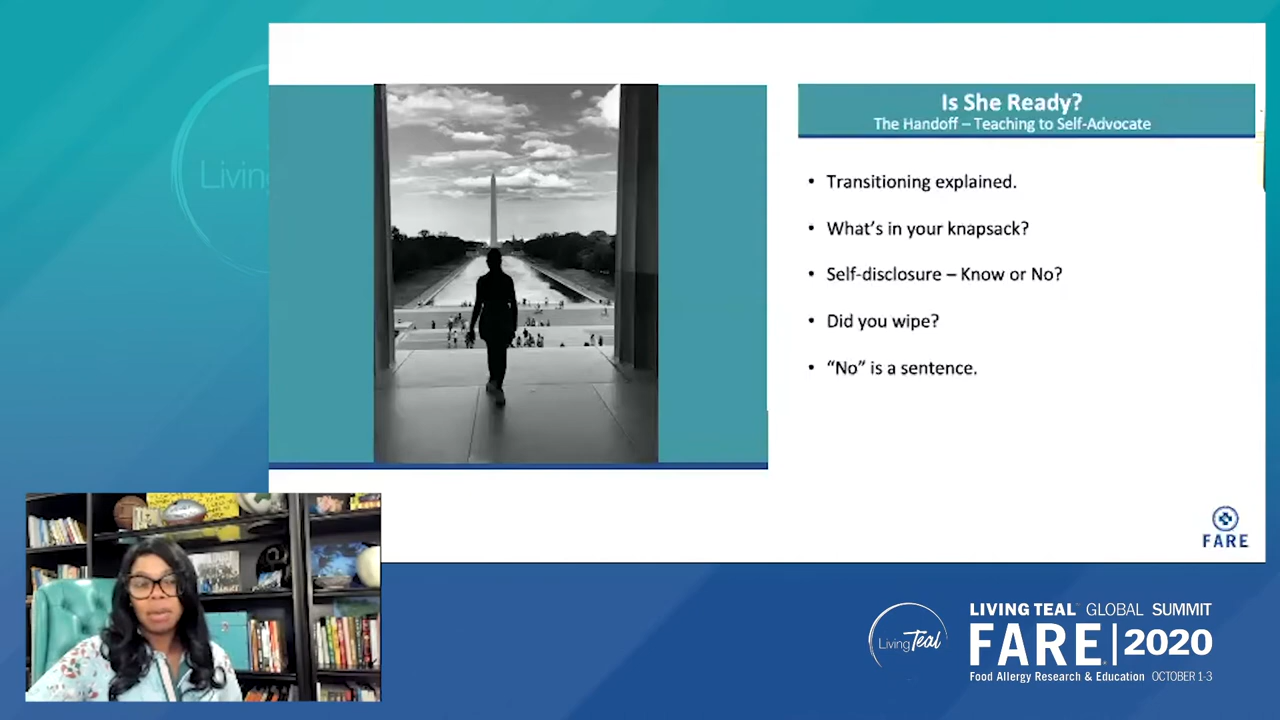 Is She Ready?
The Handoff – Teaching to Self-Advocate
• Transitioning explained.
• What's in your knapsack?
• Self-disclosure – Know or No?
• Did you wipe?
• “No” is a sentence.
FARE
Living
Living Teal
LIVING TEAL GLOBAL SUMMIT
FARE | 2020
Food Allergy Research & Education OCTOBER 1-3